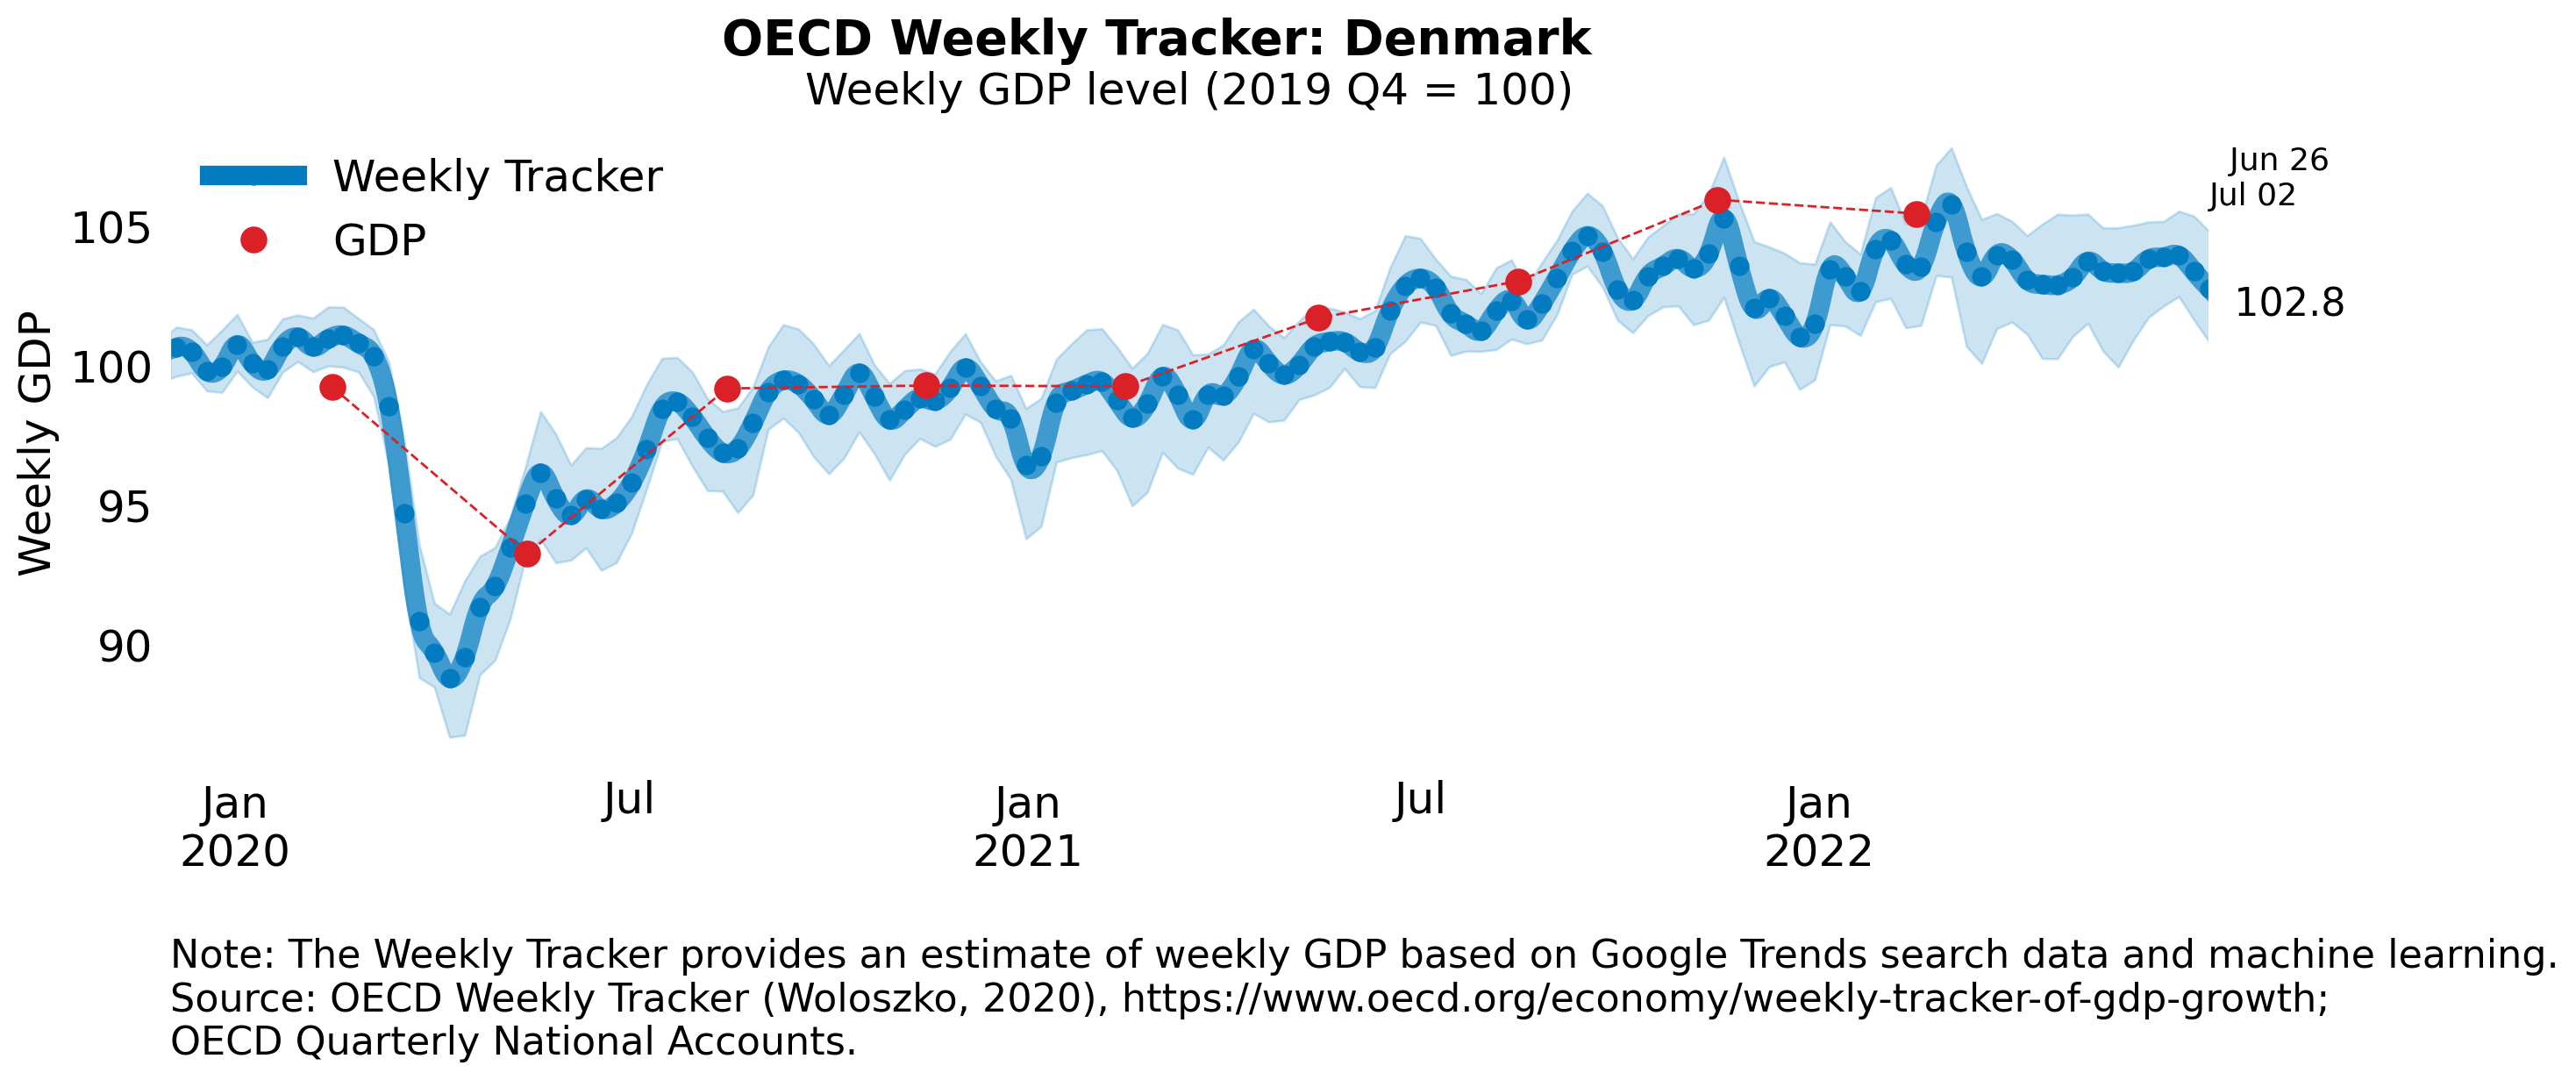 OECD Weekly Tracker: Denmark
Weekly GDP level (2019 Q4 = 100)
Weekly Tracker
GDP
Jun 26
Jul 02
102.8
Weekly GDP
105
100
95
90
Jan
2020
Jul
Jan
2021
Jul
Jan
2022
Note: The Weekly Tracker provides an estimate of weekly GDP based on Google Trends search data and machine learning.
Source: OECD Weekly Tracker (Woloszko, 2020), https://www.oecd.org/economy/weekly-tracker-of-gdp-growth;
OECD Quarterly National Accounts.